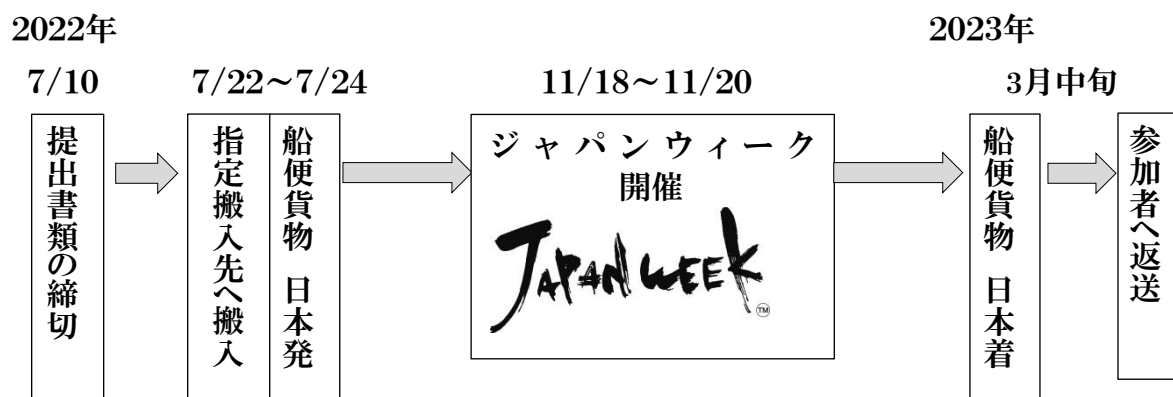 2022年
2023年
7/10
7/22～7/24
11/18～11/20
3月中旬
提出書類の締切
指定搬入先へ搬入
船便貨物 日本発
ジャパンウィーク
開催
JAPAN WEEK
TM
船便貨物 日本着
参加者へ返送